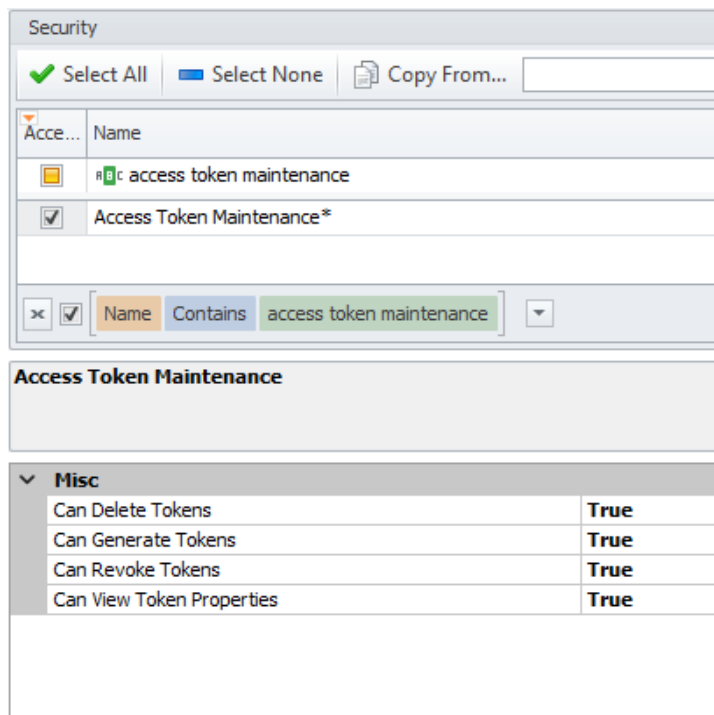 Security
Select All Select None Copy From...
Acce... Name
ABC access token maintenance
Access Token Maintenance*
Name Contains access token maintenance
Access Token Maintenance
Misc
Can Delete Tokens True
Can Generate Tokens True
Can Revoke Tokens True
Can View Token Properties True